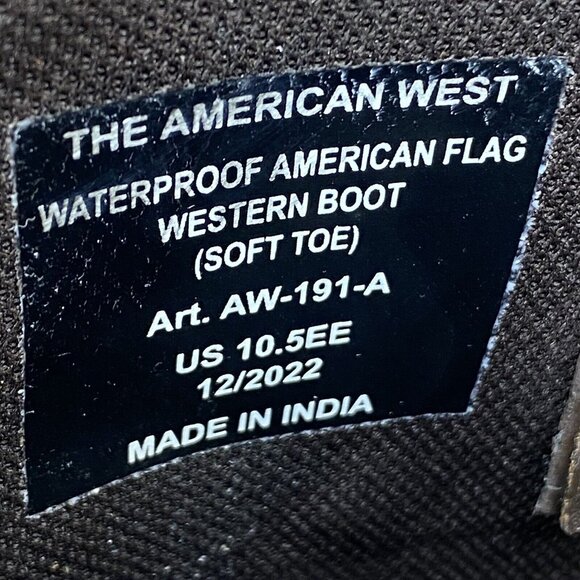 THE AMERICAN WEST
WATERPROOF AMERICAN FLAG
WESTERN BOOT
(SOFT TOE)
Art. AW-191-A
US 10.5EE
12/2022
MADE IN INDIA